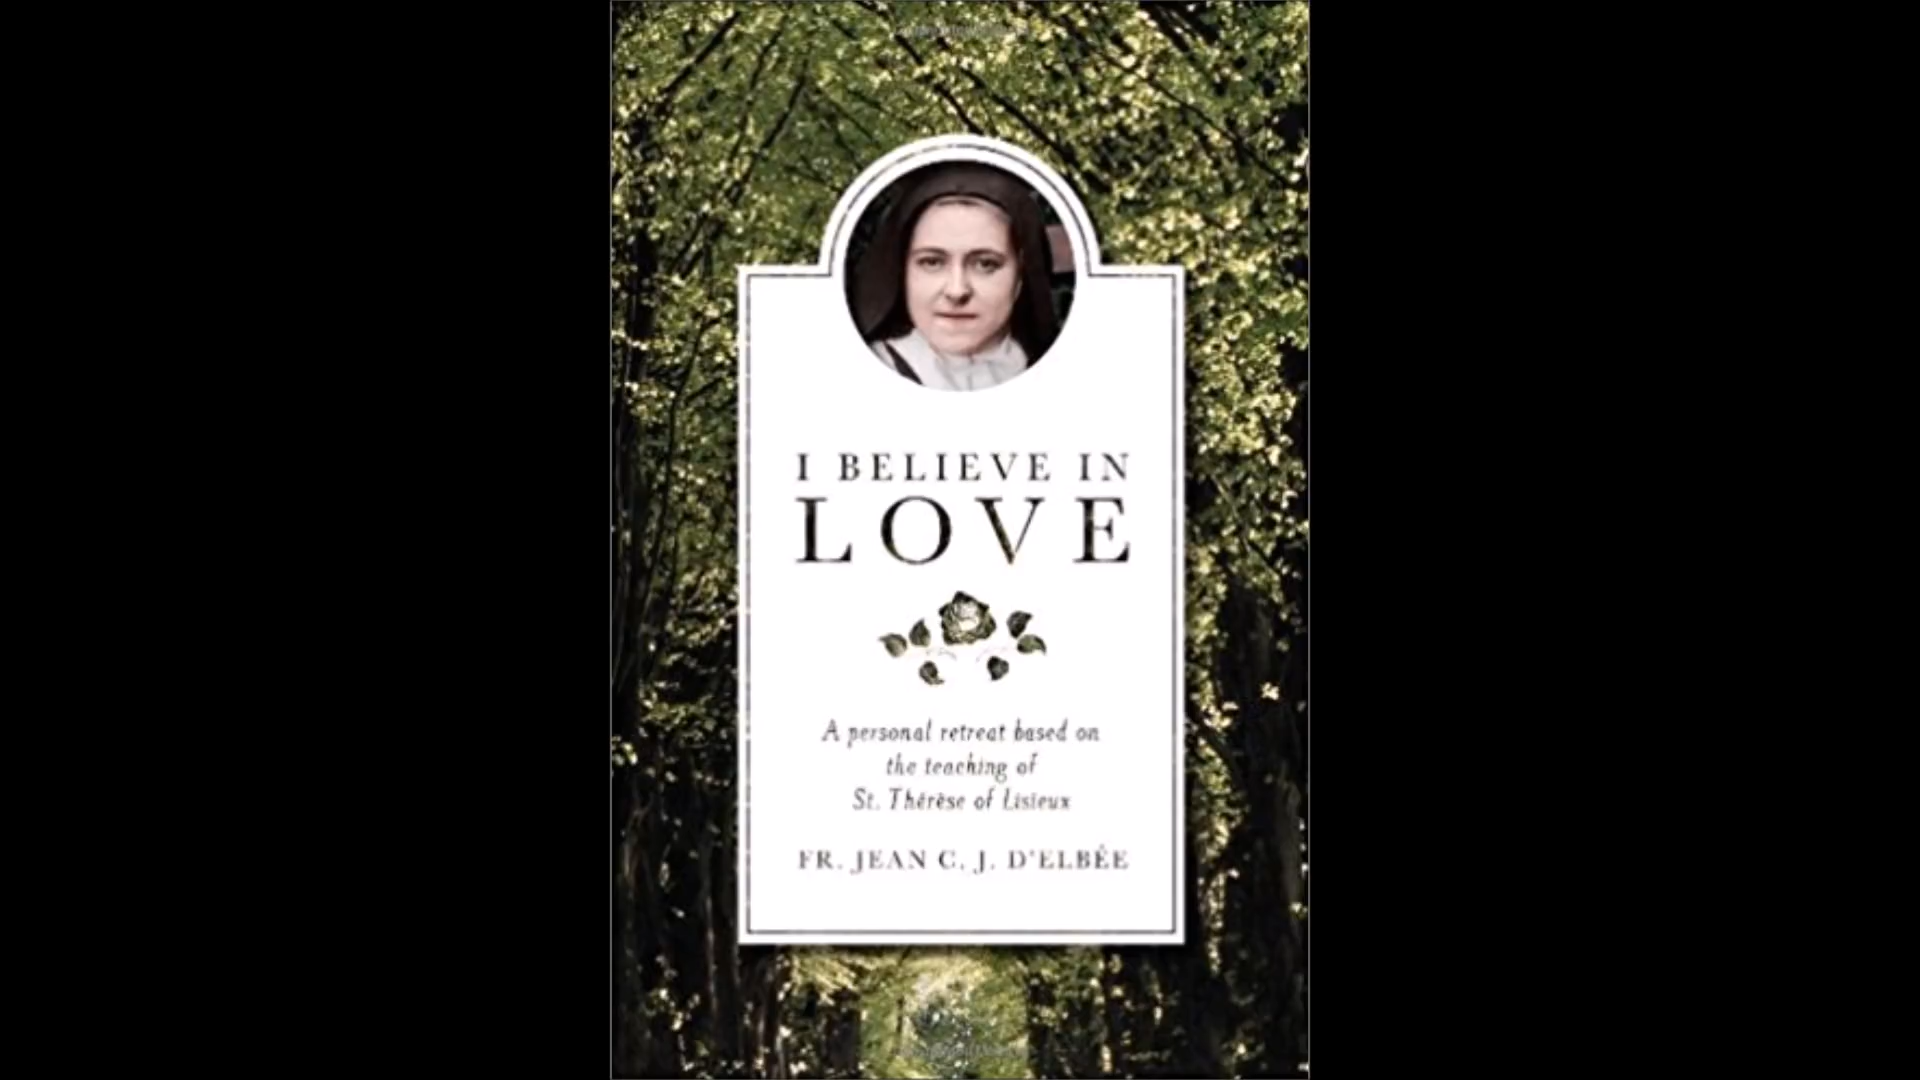 I BELIEVE IN
LOVE
A personal retreat based on
the teaching of
St. Thérèse of Lisieux
FR. JEAN C. J. D'ELBÉE